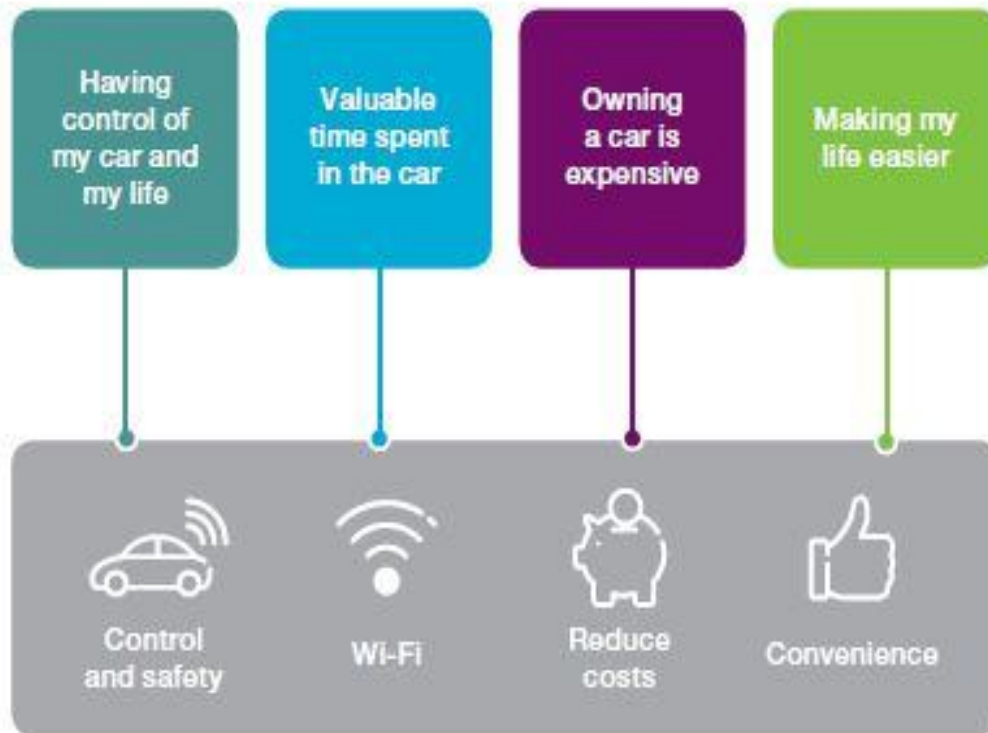 Having
control of
my car and
my life
Valuable
time spent
in the car
Owning
a car is
expensive
Making my
life easier
Control
and safety
Wi-Fi
Reduce
costs
Convenience